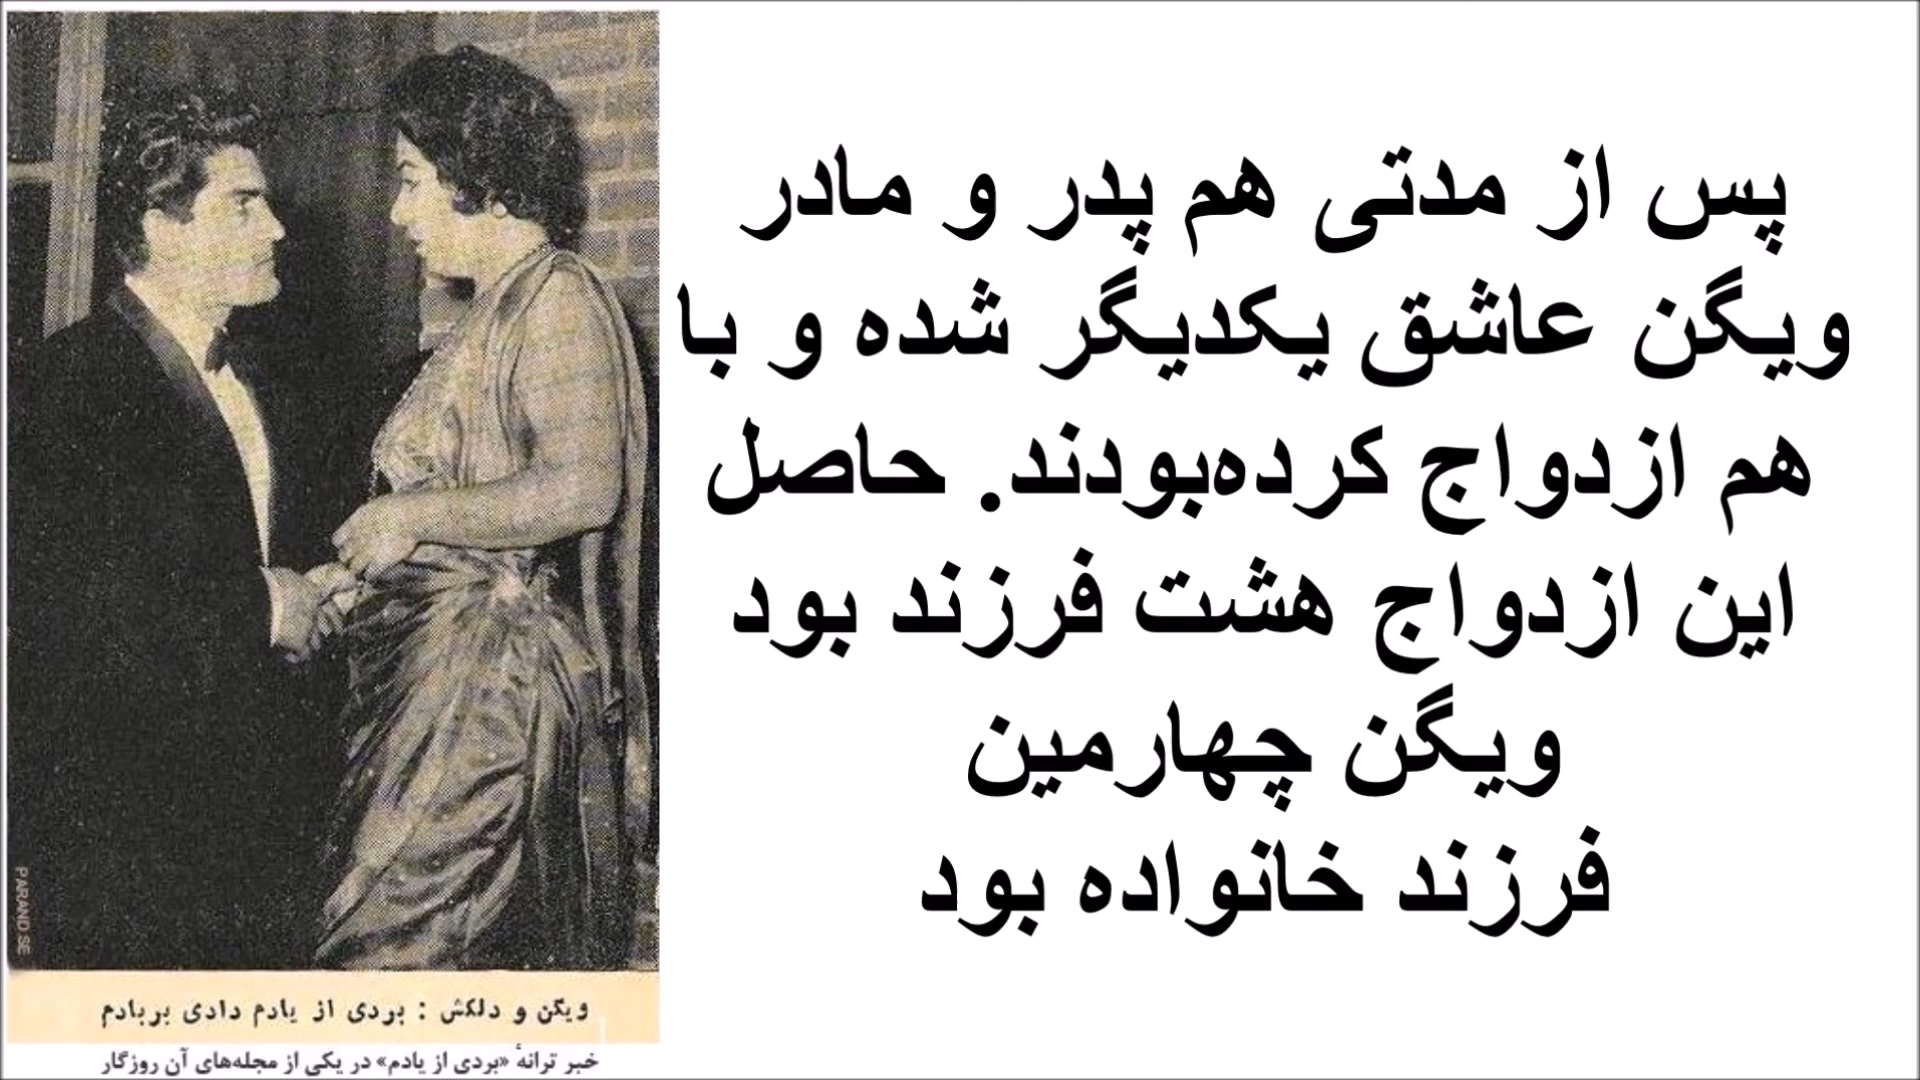 پس از مدتی هم پدر و مادر
ویگن عاشق یکدیگر شده و با
هم ازدواج کرده‌بودند. حاصل
این ازدواج هشت فرزند بود
ویگن چهارمین
فرزند خانواده بود
ویگن و دلکش : بردی از یادم دادی بربادم
خبر ترانهٔ «بردی از یادم» در یکی از مجله‌های آن روزگار
PARAND SE